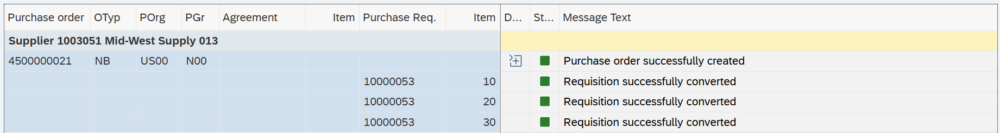 Purchase order OTyp POrg PGr Agreement Item Purchase Req. Item D... St... Message Text
Supplier 1003051 Mid-West Supply 013
4500000021 NB US00 N00 Purchase order successfully created
10000053 10 Requisition successfully converted
10000053 20 Requisition successfully converted
10000053 30 Requisition successfully converted